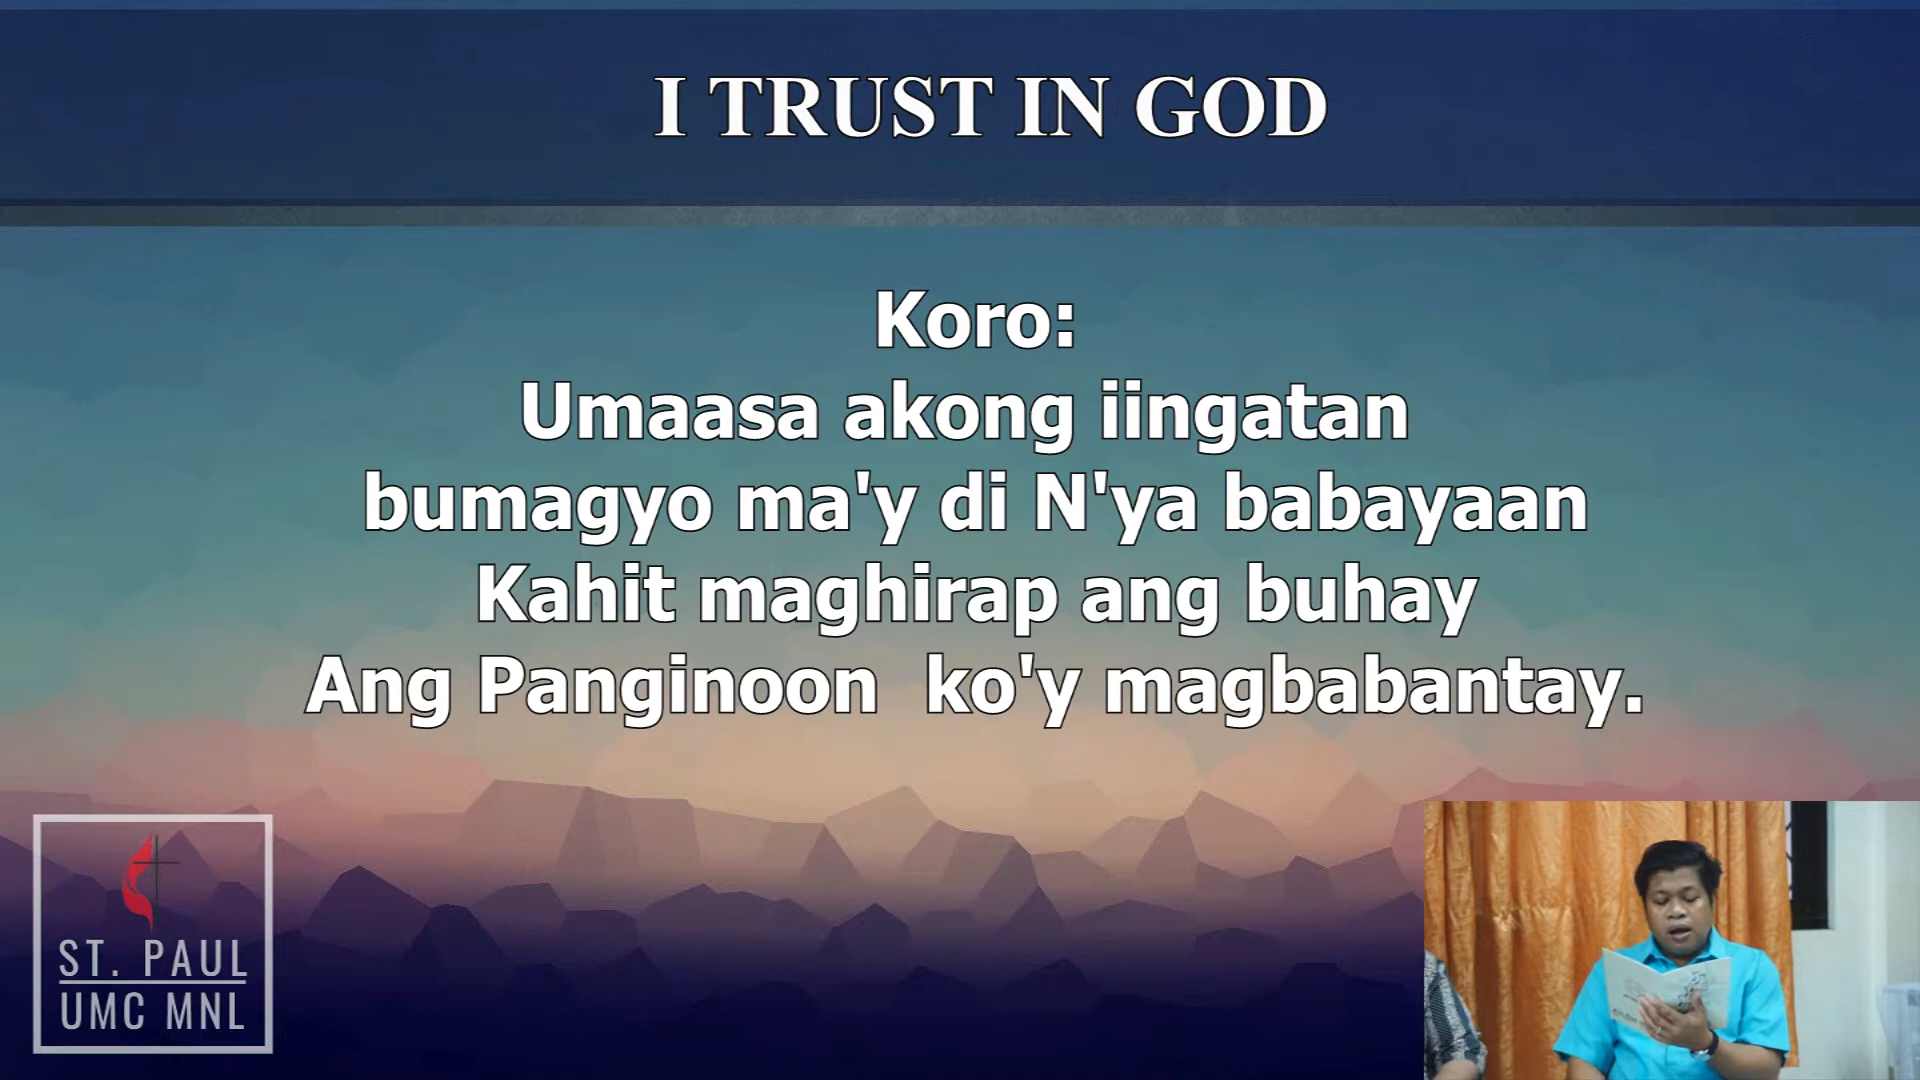 I TRUST IN GOD
Koro:
Umaasa akong iingatan
bumagyo ma'y di N'ya babayaan
Kahit maghirap ang buhay
Ang Panginoon ko'y magbabantay.
ST. PAUL
UMC MNL